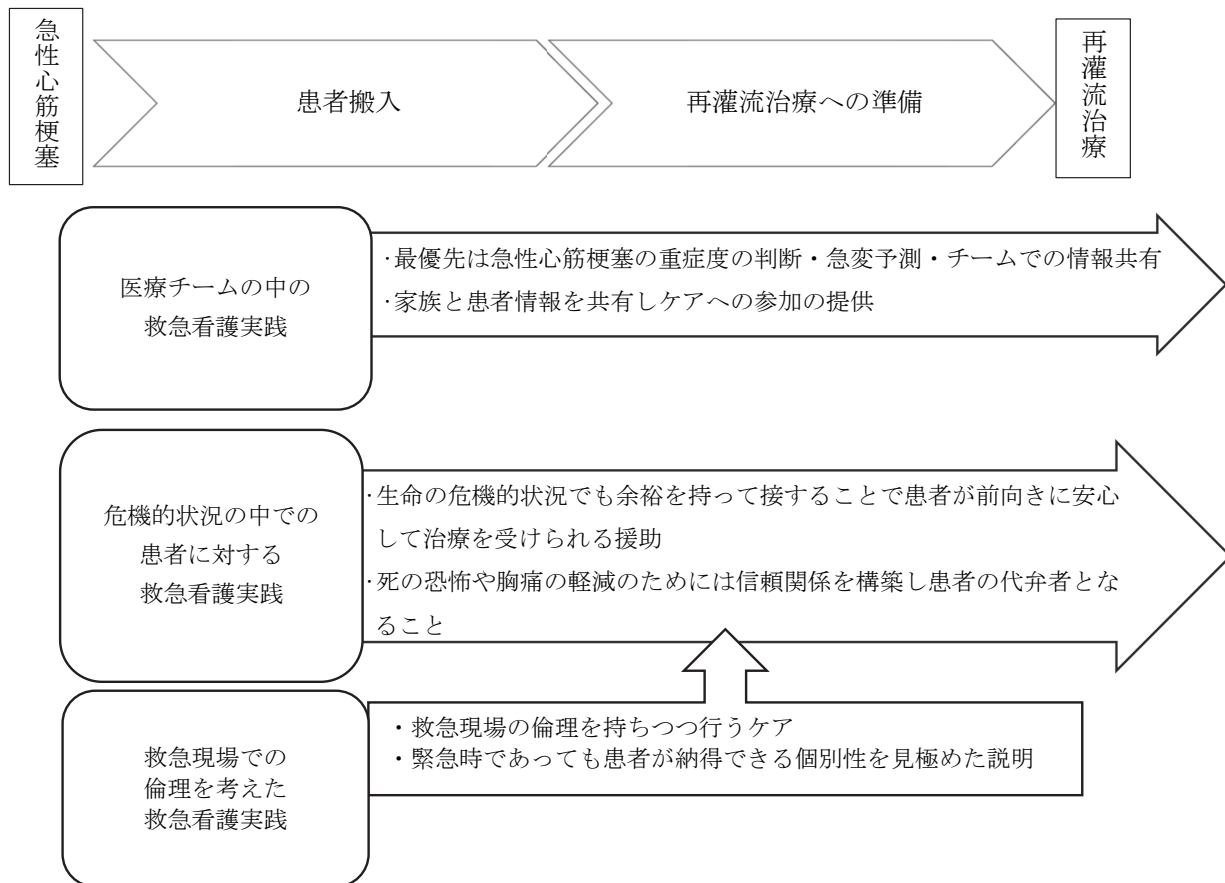 急性心筋梗塞
患者搬入
再灌流治療への準備
再灌流治療
医療チームの中の
救急看護実践
・最優先は急性心筋梗塞の重症度の判断・急変予測・チームでの情報共有
・家族と患者情報を共有しケアへの参加の提供
危機的状況の中での
患者に対する
救急看護実践
・生命の危機的状況でも余裕を持って接することで患者が前向きに安心
して治療を受けられる援助
・死の恐怖や胸痛の軽減のためには信頼関係を構築し患者の代弁者とな
ること
救急現場での
倫理を考えた
救急看護実践
・救急現場の倫理を持ちつつ行うケア
・緊急時であっても患者が納得できる個別性を見極めた説明